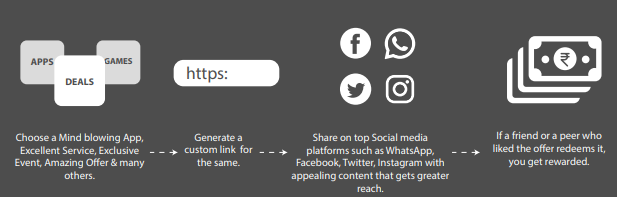 APPS
GAMES
DEALS
https:
₹
Choose a Mind blowing App,
Excellent Service, Exclusive
Event, Amazing Offer & many
others.
Generate a
custom link for
the same.
Share on top Social media
platforms such as WhatsApp,
Facebook, Twitter, Instagram with
appealing content that gets greater
reach.
If a friend or a peer who
liked the offer redeems it,
you get rewarded.